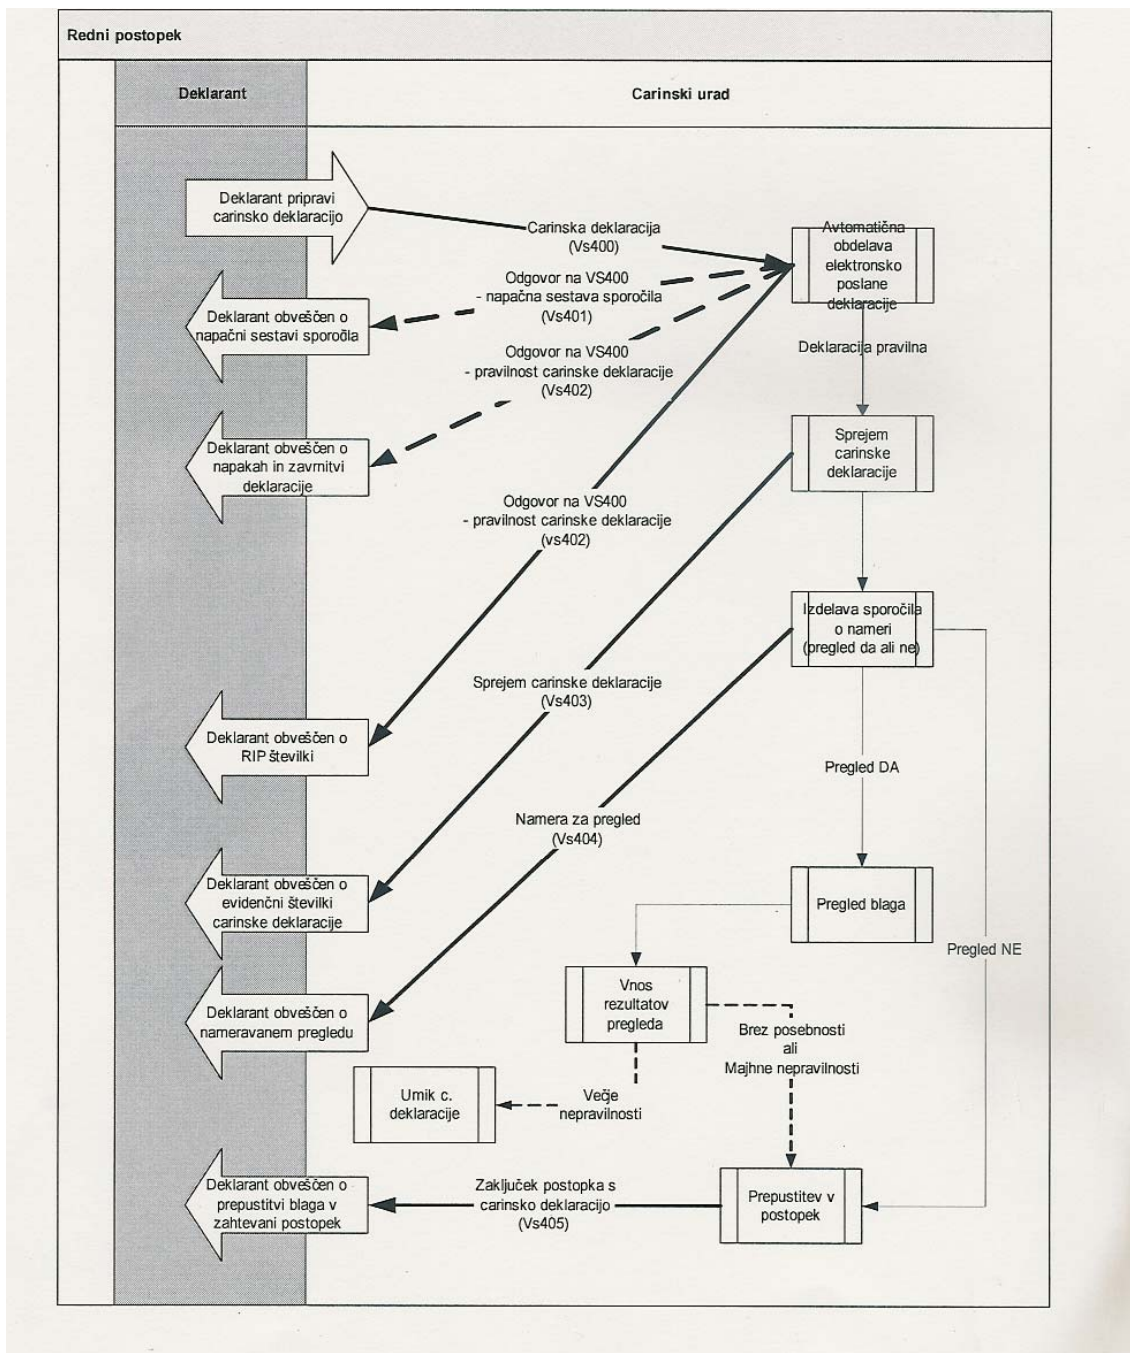 Redni postopek
Deklarant
Carinski urad
Deklarant pripravi
carinsko deklaracijo
Carinska deklaracija
(Vs400)
Avtomatična
obdelava
elektronsko
poslane
deklaracije
Odgovor na VS400
- napačna sestava sporočila
(Vs401)
Deklarant obveščen o
napačni sestavi sporočila
Deklaracija pravilna
Odgovor na VS400
- pravilnost carinske deklaracije
(Vs402)
Deklarant obveščen o
napakah in zavrnitvi
deklaracije
Sprejem
carinske
deklaracije
Odgovor na VS400
- pravilnost carinske deklaracije
(vs402)
Izdelava sporočila
o nameri
(pregled da ali ne)
Sprejem carinske deklaracije
(Vs403)
Deklarant obveščen o
RIP številki
Pregled DA
Namera za pregled
(Vs404)
Deklarant obveščen o
evidenčni številki
carinske deklaracije
Pregled blaga
Pregled NE
Vnos
rezultatov
pregleda
Deklarant obveščen o
nameravanem pregledu
Brez posebnosti
ali
Majhne nepravilnosti
Umik c.
deklaracije
Večje
nepravilnosti
Deklarant obveščen o
prepustitvi blaga v
zahtevani postopek
Zaključek postopka s
carinsko deklaracijo
(Vs405)
Prepustitev v
postopek